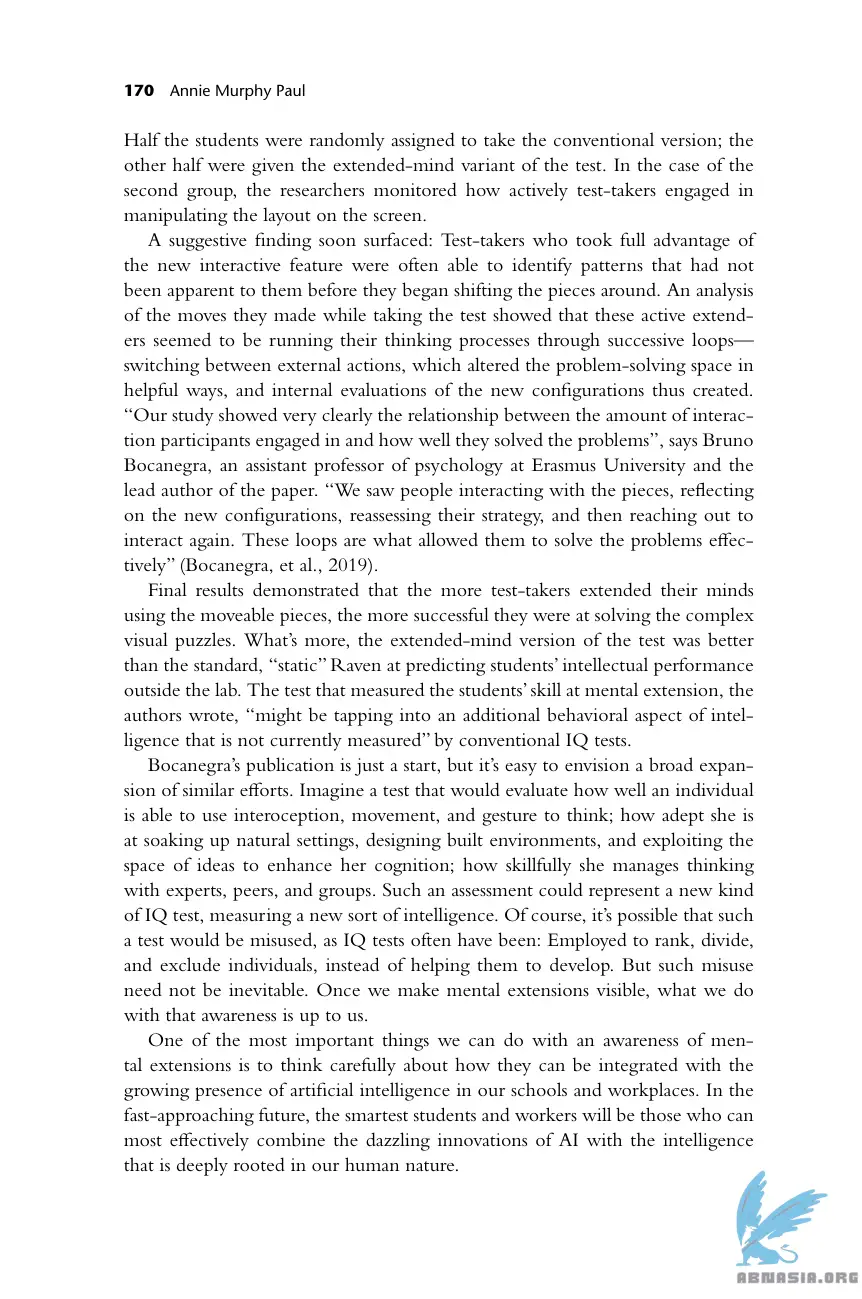 170 Annie Murphy Paul
Half the students were randomly assigned to take the conventional version; the
other half were given the extended-mind variant of the test. In the case of the
second group, the researchers monitored how actively test-takers engaged in
manipulating the layout on the screen.
A suggestive finding soon surfaced: Test-takers who took full advantage of
the new interactive feature were often able to identify patterns that had not
been apparent to them before they began shifting the pieces around. An analysis
of the moves they made while taking the test showed that these active extend-
ers seemed to be running their thinking processes through successive loops—
switching between external actions, which altered the problem-solving space in
helpful ways, and internal evaluations of the new configurations thus created.
“Our study showed very clearly the relationship between the amount of interac-
tion participants engaged in and how well they solved the problems”, says Bruno
Bocanegra, an assistant professor of psychology at Erasmus University and the
lead author of the paper. “We saw people interacting with the pieces, reflecting
on the new configurations, reassessing their strategy, and then reaching out to
interact again. These loops are what allowed them to solve the problems effec-
tively” (Bocanegra, et al., 2019).
Final results demonstrated that the more test-takers extended their minds
using the moveable pieces, the more successful they were at solving the complex
visual puzzles. What’s more, the extended-mind version of the test was better
than the standard, “static” Raven at predicting students’ intellectual performance
outside the lab. The test that measured the students’ skill at mental extension, the
authors wrote, “might be tapping into an additional behavioral aspect of intel-
ligence that is not currently measured” by conventional IQ tests.
Bocanegra’s publication is just a start, but it’s easy to envision a broad expan-
sion of similar efforts. Imagine a test that would evaluate how well an individual
is able to use interoception, movement, and gesture to think; how adept she is
at soaking up natural settings, designing built environments, and exploiting the
space of ideas to enhance her cognition; how skillfully she manages thinking
with experts, peers, and groups. Such an assessment could represent a new kind
of IQ test, measuring a new sort of intelligence. Of course, it’s possible that such
a test would be misused, as IQ tests often have been: Employed to rank, divide,
and exclude individuals, instead of helping them to develop. But such misuse
need not be inevitable. Once we make mental extensions visible, what we do
with that awareness is up to us.
One of the most important things we can do with an awareness of men-
tal extensions is to think carefully about how they can be integrated with the
growing presence of artificial intelligence in our schools and workplaces. In the
fast-approaching future, the smartest students and workers will be those who can
most effectively combine the dazzling innovations of AI with the intelligence
that is deeply rooted in our human nature.
ABNASIA.ORG